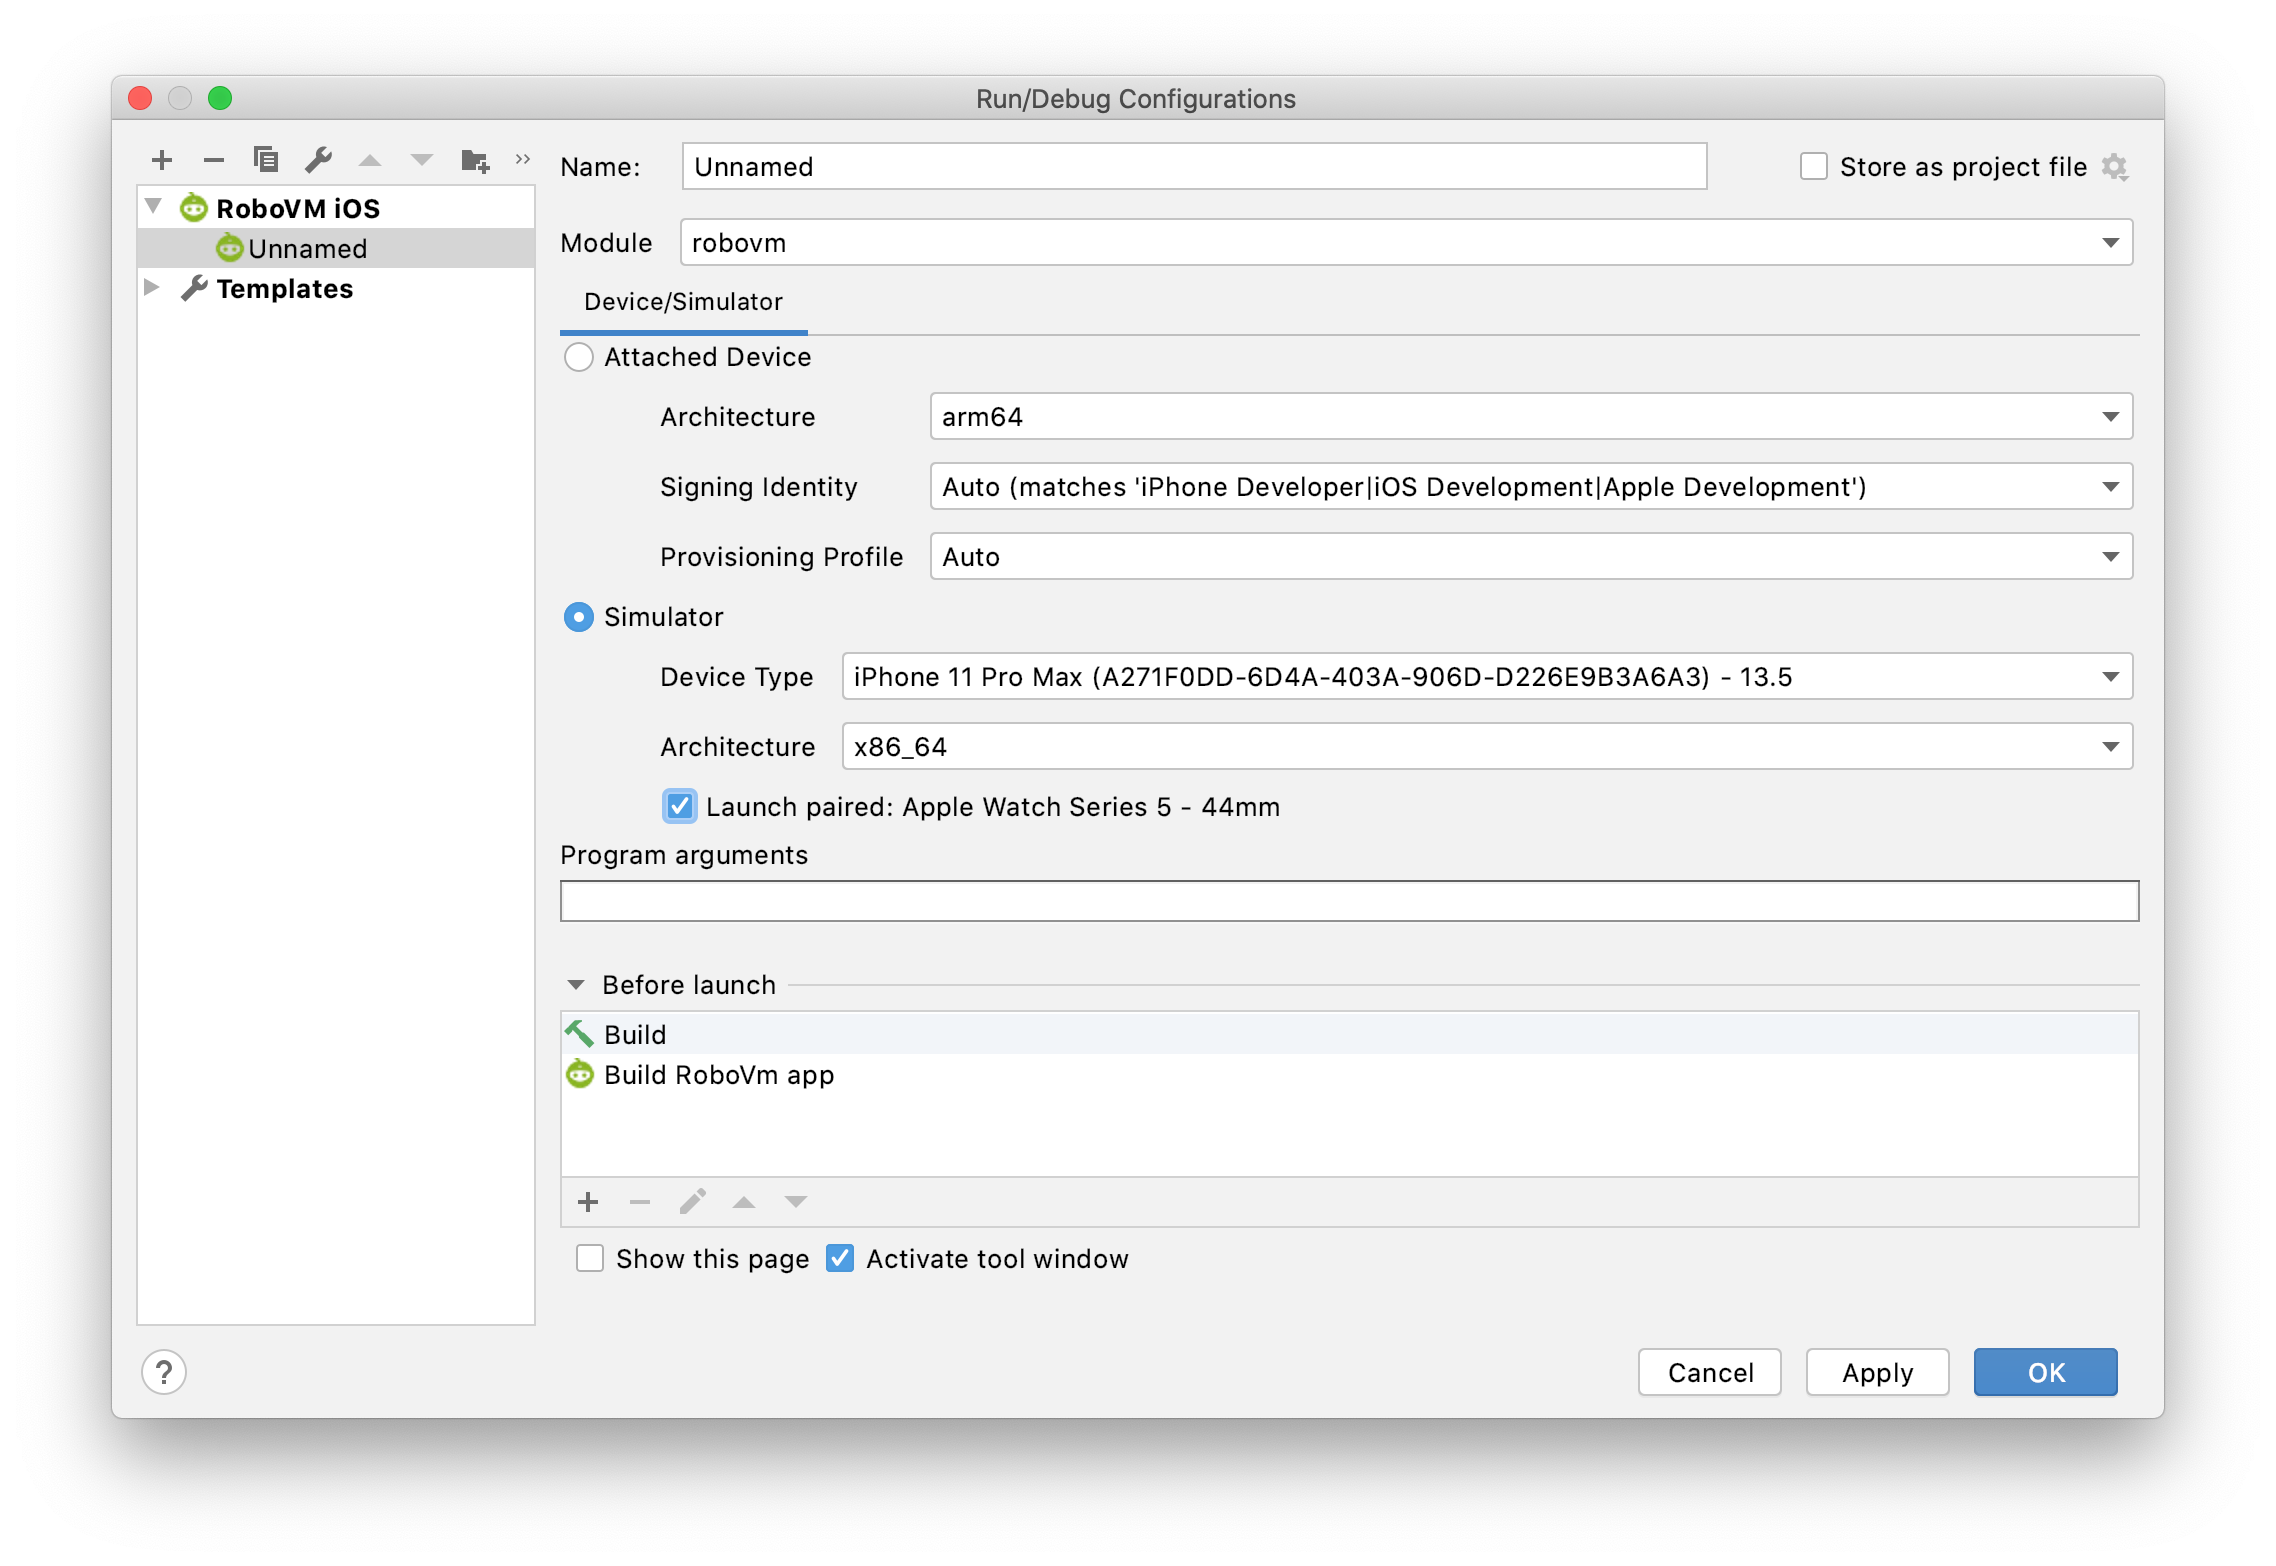 Run/Debug Configurations
RoboVM iOS
Unnamed
Templates
Name: Unnamed Store as project file
Module robovm
Device/Simulator
Attached Device
Architecture arm64
Signing Identity Auto (matches 'iPhone Developer|iOS Development|Apple Development')
Provisioning Profile Auto
Simulator
Device Type iPhone 11 Pro Max (A271F0DD-6D4A-403A-906D-D226E9B3A6A3) - 13.5
Architecture x86_64
Launch paired: Apple Watch Series 5 - 44mm
Program arguments
Before launch
Build
Build RoboVm app
Show this page Activate tool window
? Cancel Apply OK